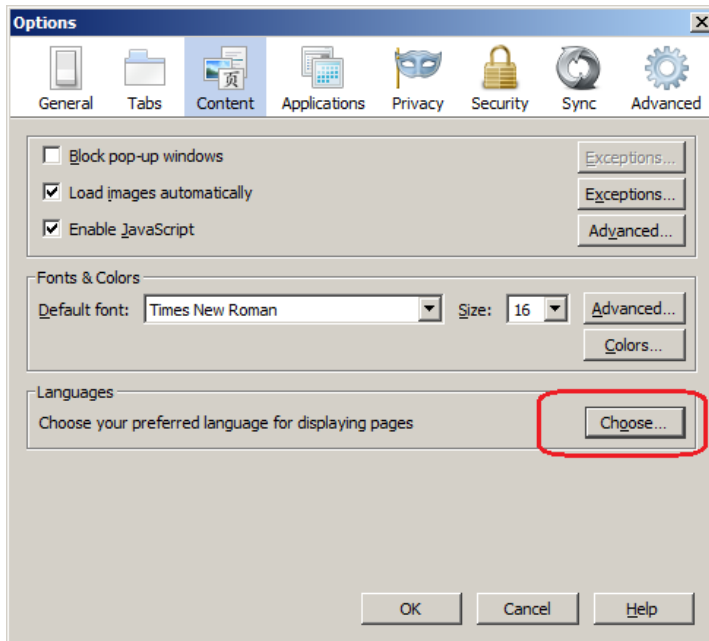 Options
General Tabs Content Applications Privacy Security Sync Advanced
页
Block pop-up windows Exceptions...
Load images automatically Exceptions...
Enable JavaScript Advanced...
Fonts & Colors
Default font: Times New Roman Size: 16 Advanced...
Colors...
Languages
Choose your preferred language for displaying pages Choose...
OK Cancel Help